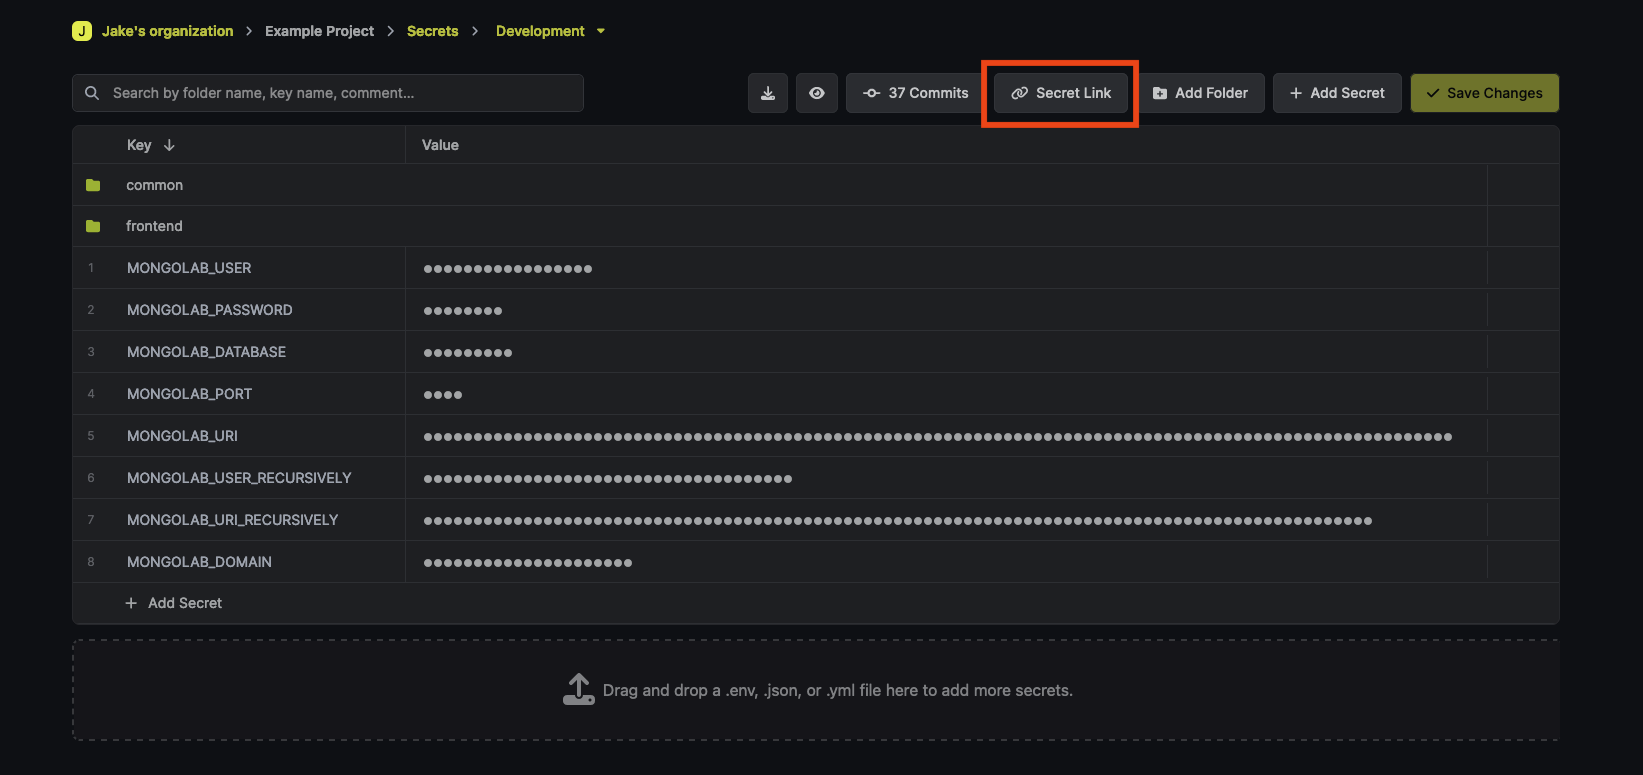 J Jake's organization > Example Project > Secrets > Development
Search by folder name, key name, comment...
37 Commits
Secret Link
Add Folder
+ Add Secret
Save Changes
Key ↓ Value
common
frontend
1 MONGOLAB_USER ●●●●●●●●●●●●●●●●●
2 MONGOLAB_PASSWORD ●●●●●●●●
3 MONGOLAB_DATABASE ●●●●●●●●●
4 MONGOLAB_PORT ●●●●
5 MONGOLAB_URI
6 MONGOLAB_USER_RECURSIVELY
7 MONGOLAB_URI_RECURSIVELY
8 MONGOLAB_DOMAIN
+ Add Secret
Drag and drop a .env, .json, or .yml file here to add more secrets.